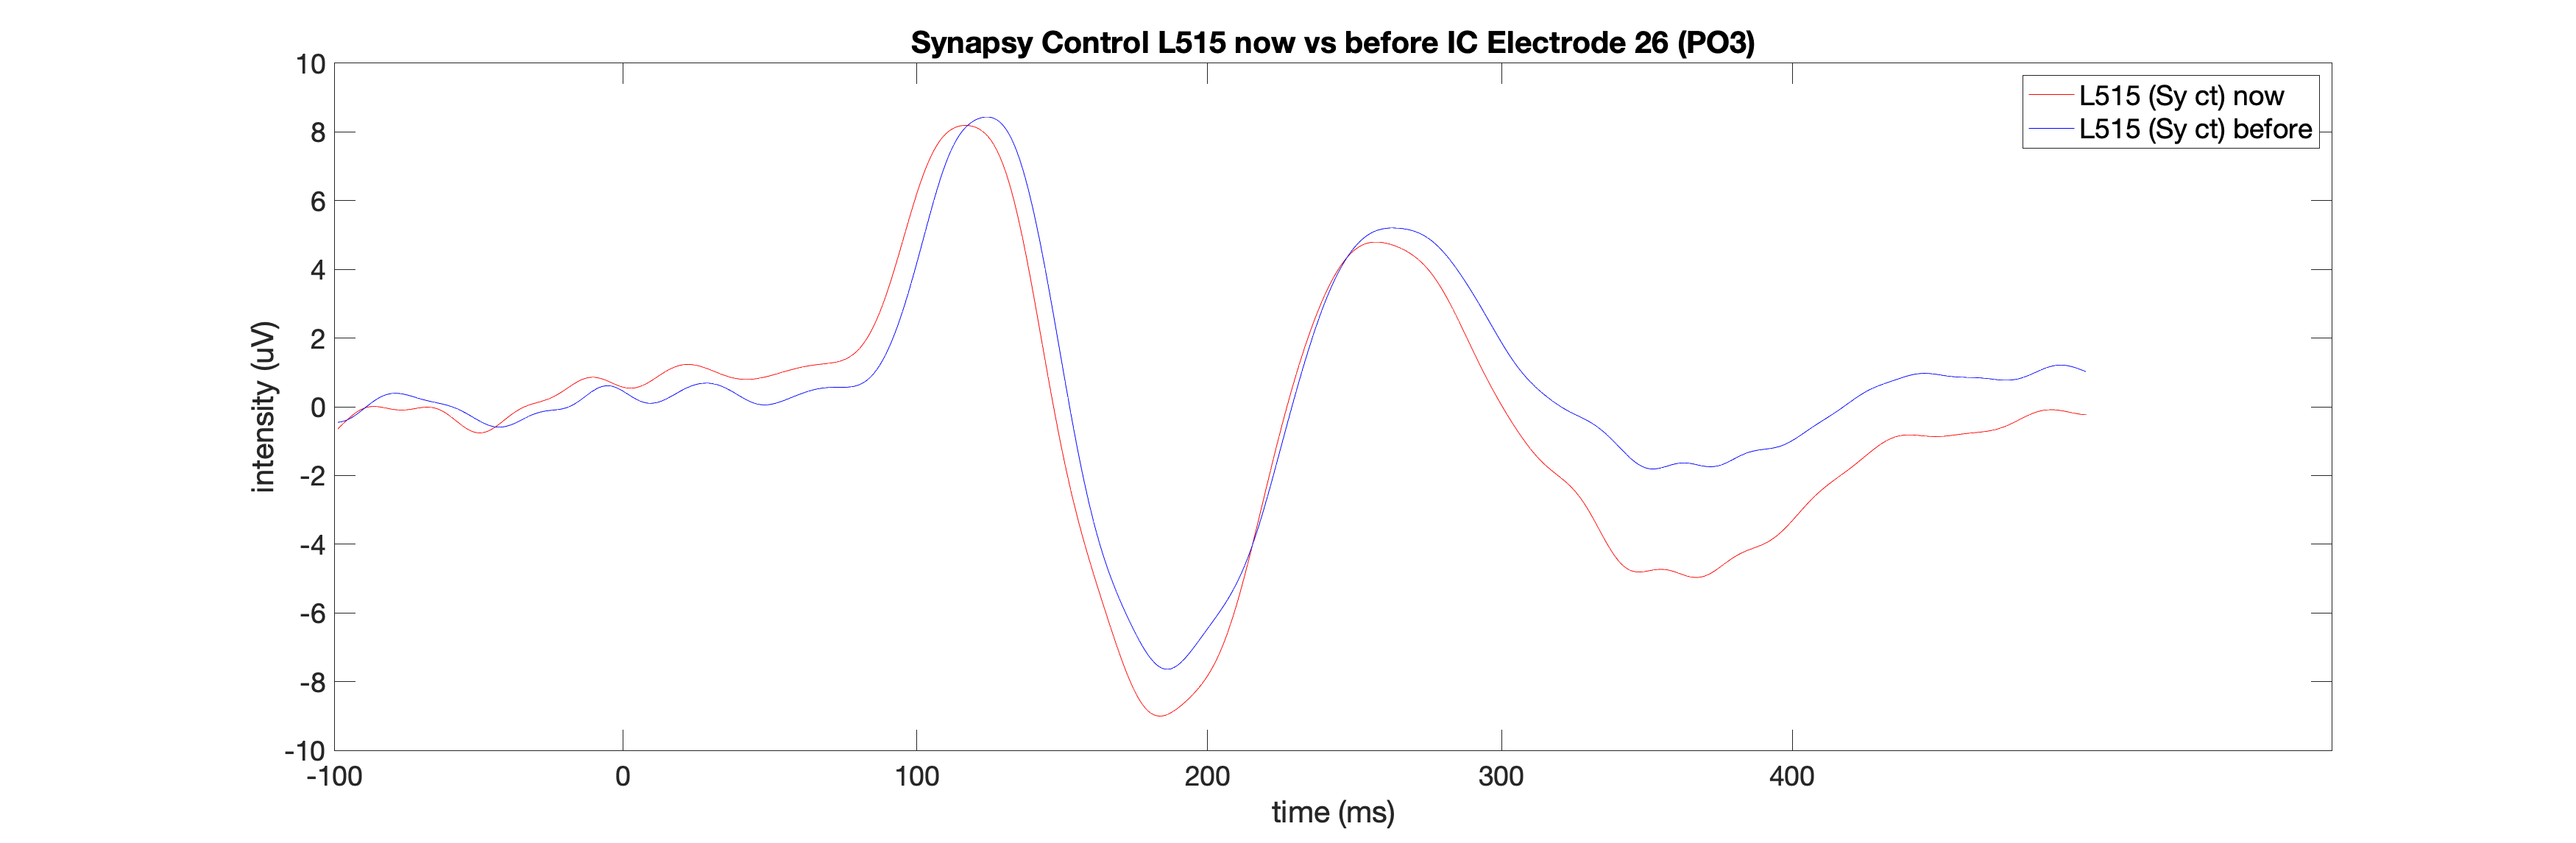 Synapsy Control L515 now vs before IC Electrode 26 (PO3)
L515 (Sy ct) now
L515 (Sy ct) before
intensity (uV)
10
8
6
4
2
0
-2
-4
-6
-8
-10
-100 0 100 200 300 400
time (ms)